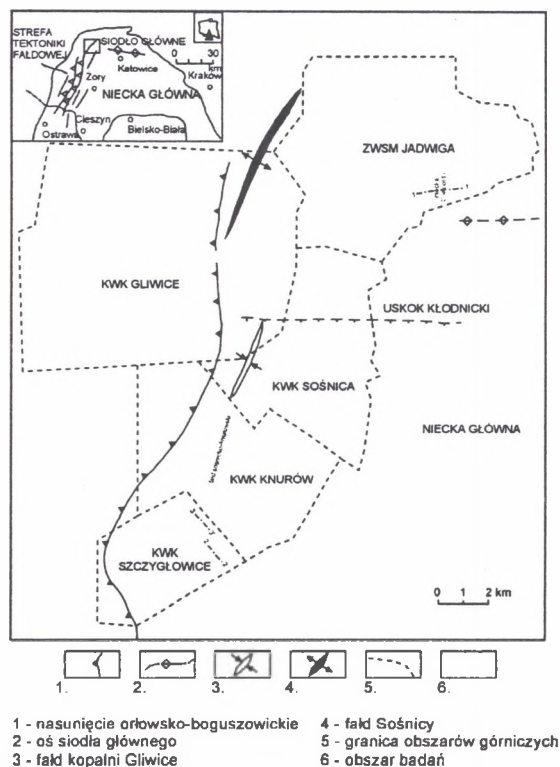 STREFA
TEKTONIKI
FAŁDOWEJ
SIODŁO GŁÓWNE
0 30
km
Katowice
Kraków
Żory
NIECKA GŁÓWNA
Cieszyn
Ostrawa
Bielsko-Biała
ZWSM JADWIGA
KWK GLIWICE
USKOK KŁODNICKI
KWK SOŚNICA
NIECKA GŁÓWNA
KWK KNURÓW
KWK
SZCZYGŁOWICE
0 1 2 km
1. 2. 3. 4. 5. 6.
1 - nasunięcie orłowsko-boguszowickie
2 - oś siodła głównego
3 - fałd kopalni Gliwice
4 - fałd Sośnicy
5 - granica obszarów górniczych
6 - obszar badań